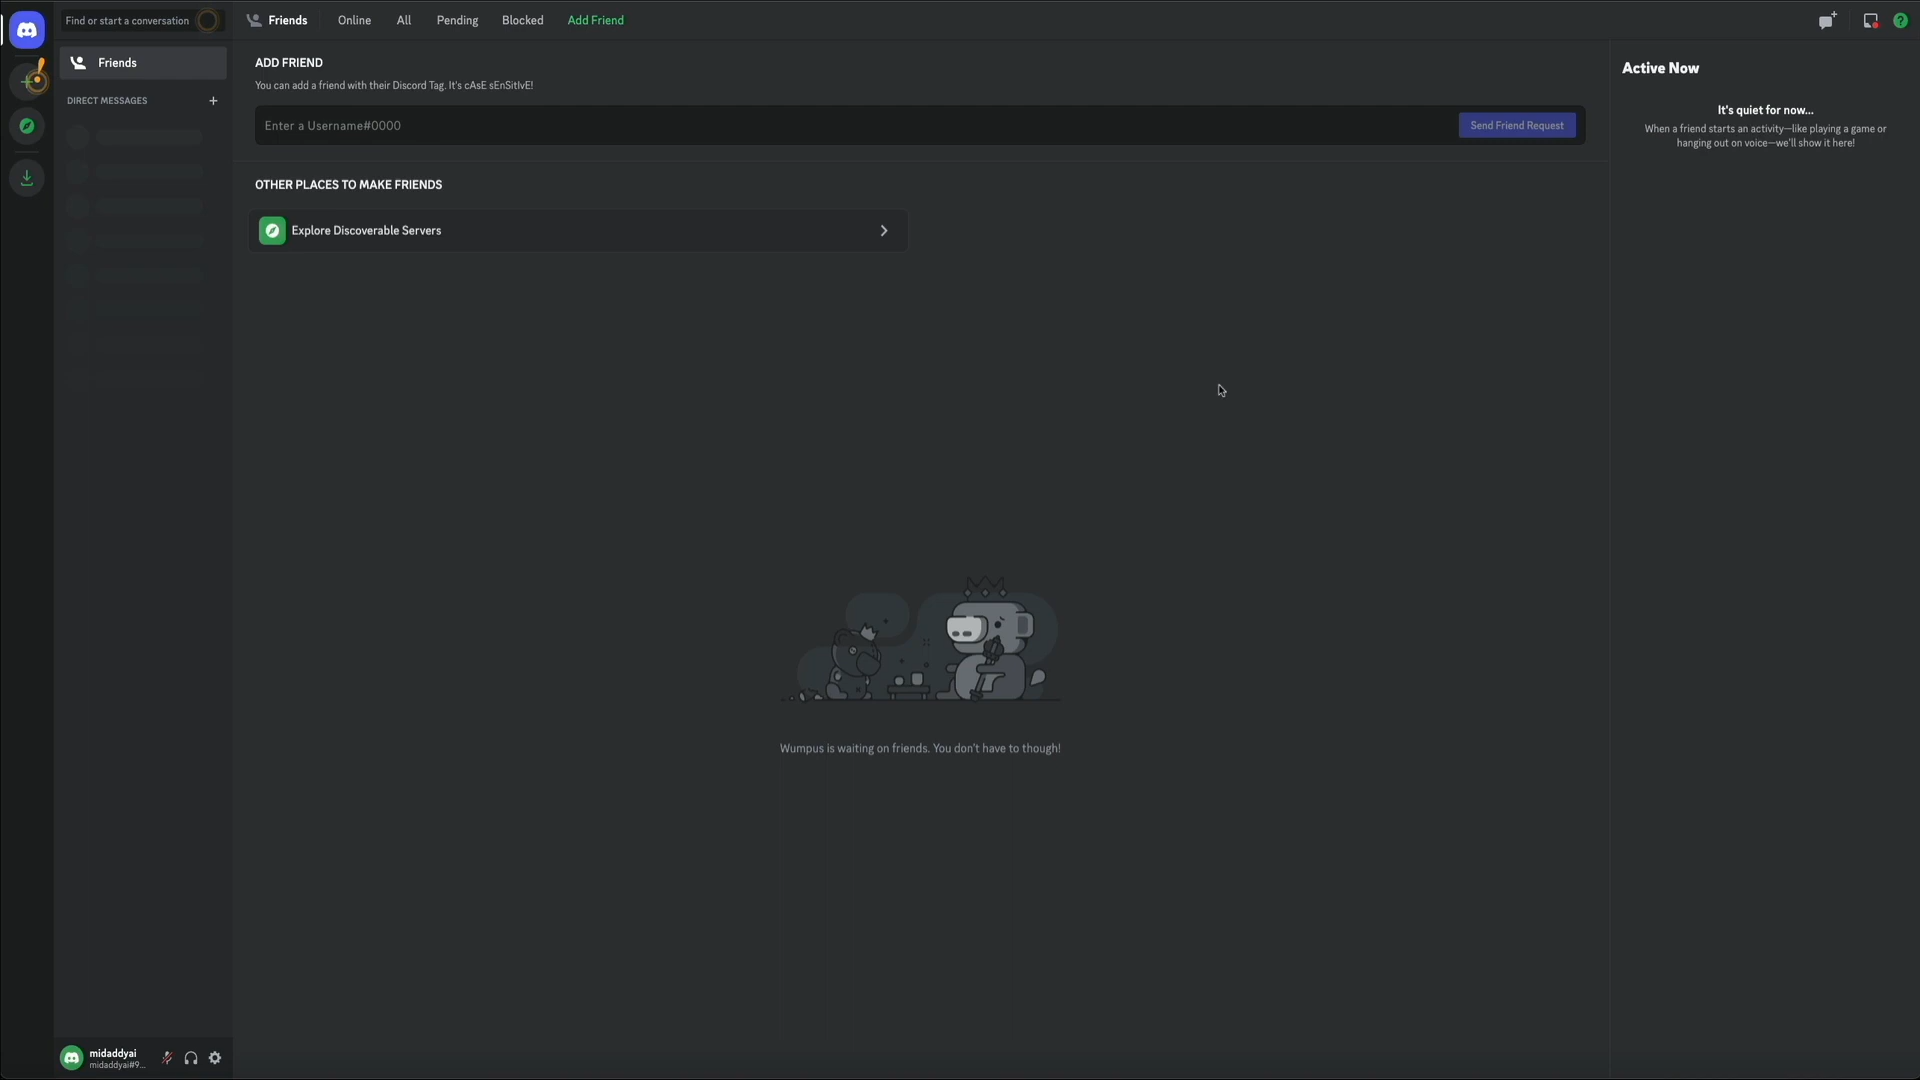 Find or start a conversation
Friends
Online
All
Pending
Blocked
Add Friend
Friends
DIRECT MESSAGES
ADD FRIEND
You can add a friend with their Discord Tag. It's cAsE sEnSitIvE!
Enter a Username#0000
Send Friend Request
OTHER PLACES TO MAKE FRIENDS
Explore Discoverable Servers
Wumpus is waiting on friends. You don't have to though!
Active Now
It's quiet for now...
When a friend starts an activity—like playing a game or
hanging out on voice—we'll show it here!
midaddyai
midaddyai#9...